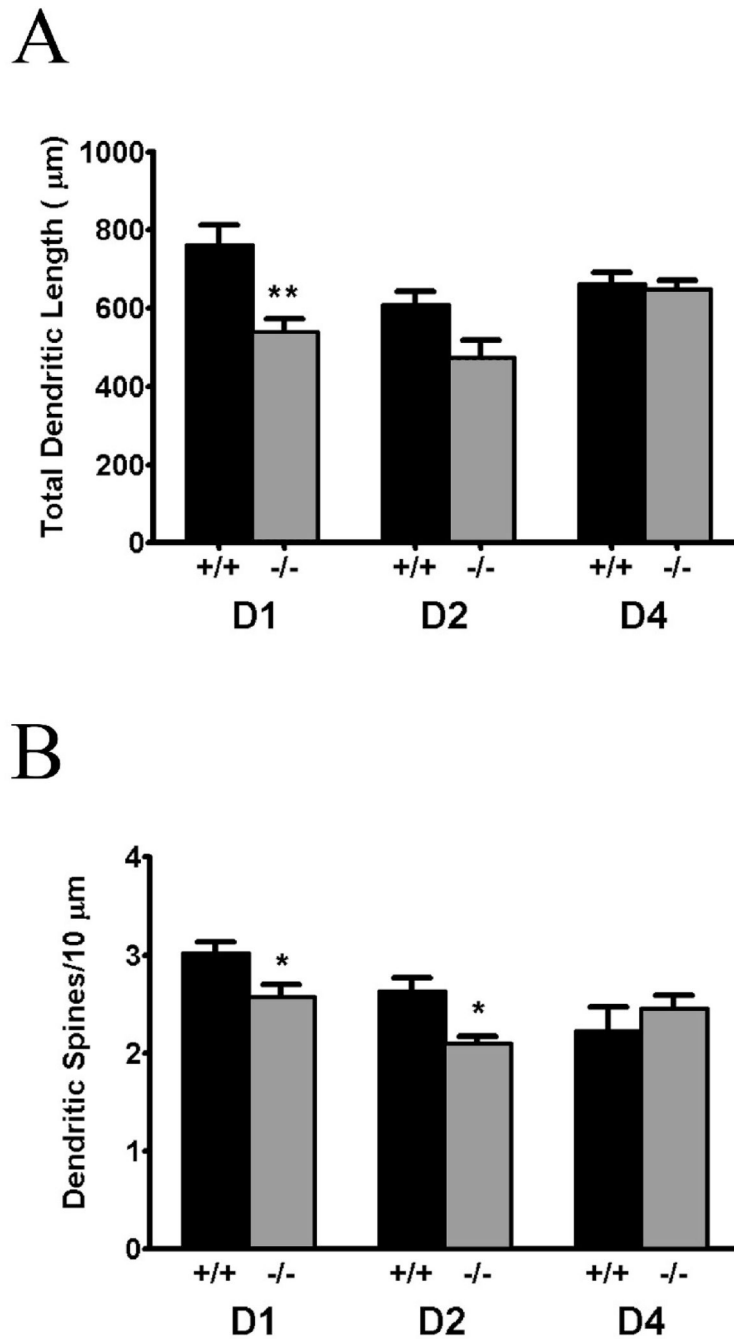 A
Total Dendritic Length ( μm)
1000
800
600
400
200
0
**
+/+ -/- +/+ -/- +/+ -/-
D1 D2 D4
B
Dendritic Spines/10 μm
4
3
2
1
0
*
*
+/+ -/- +/+ -/- +/+ -/-
D1 D2 D4